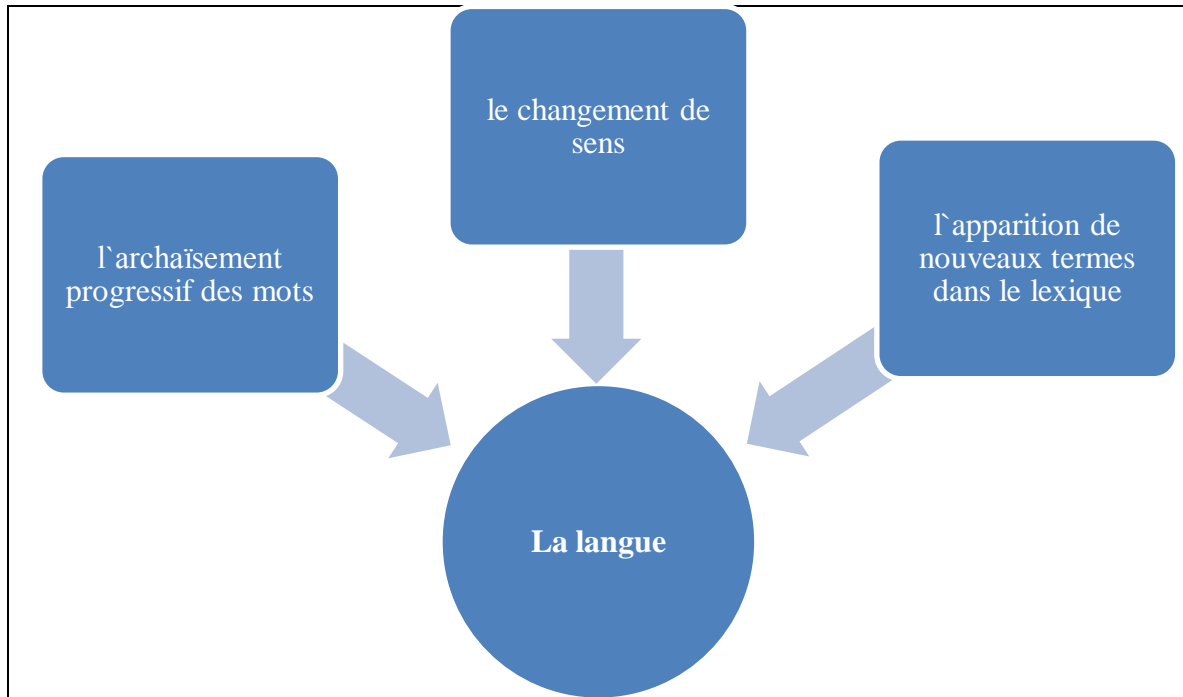 le changement de
sens
l`archaïsement
progressif des mots
l`apparition de
nouveaux termes
dans le lexique
La langue